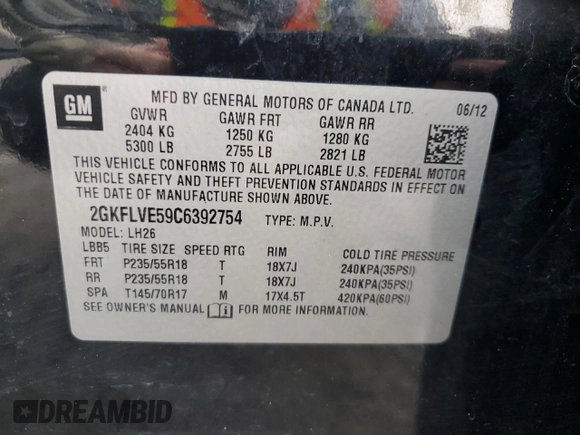 GM
MFD BY GENERAL MOTORS OF CANADA LTD.
06/12
GVWR GAWR FRT GAWR RR
2404 KG 1250 KG 1280 KG
5300 LB 2755 LB 2821 LB
THIS VEHICLE CONFORMS TO ALL APPLICABLE U.S. FEDERAL MOTOR
VEHICLE SAFETY AND THEFT PREVENTION STANDARDS IN EFFECT ON
THE DATE OF MANUFACTURE SHOWN ABOVE.
2GKFLVE59C6392754 TYPE: M.P.V.
MODEL: LH26
LBB5 TIRE SIZE SPEED RTG RIM COLD TIRE PRESSURE
FRT P235/55R18 T 18X7J 240KPA(35PSI)
RR P235/55R18 T 18X7J 240KPA(35PSI)
SPA T145/70R17 M 17X4.5T 420KPA(60PSI)
SEE OWNER'S MANUAL FOR MORE INFORMATION.
DREAMBID